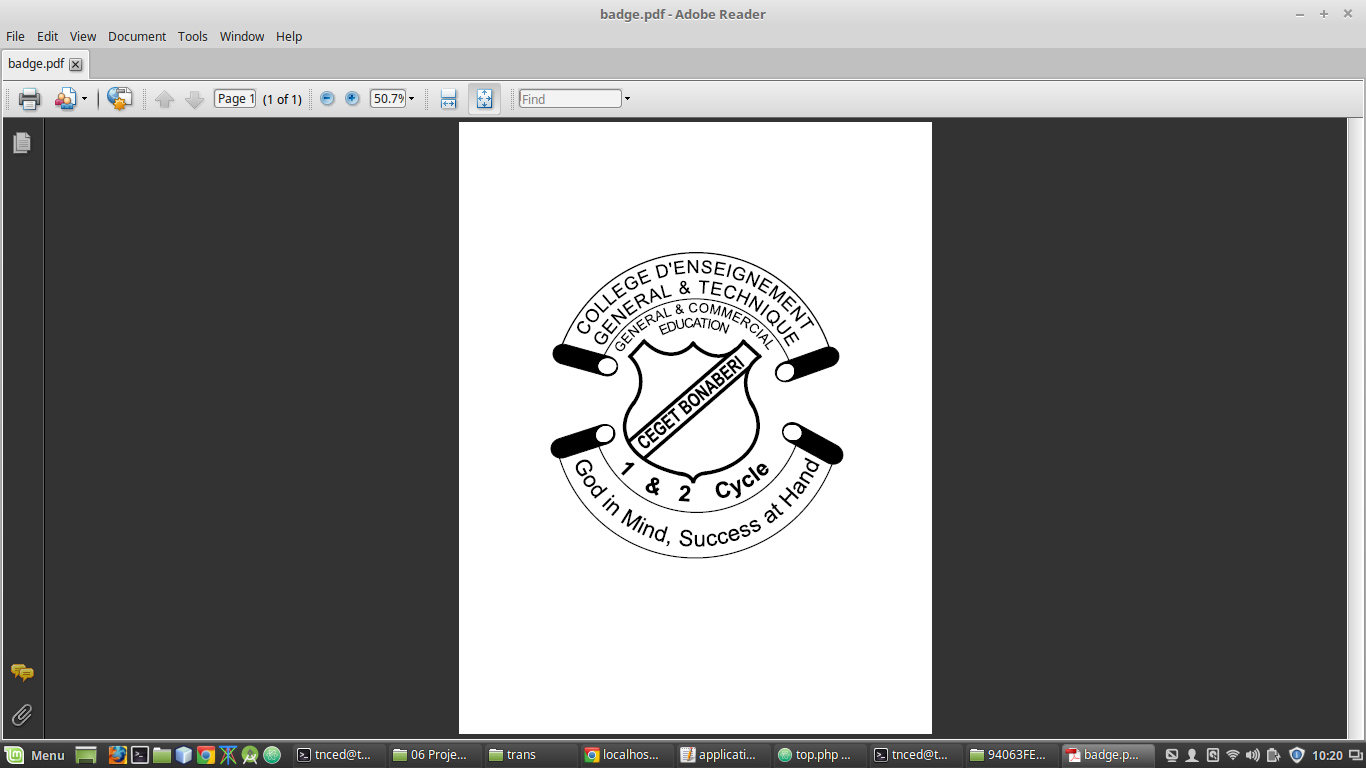 badge.pdf - Adobe Reader
File Edit View Document Tools Window Help
badge.pdf
Page 1 (1 of 1) 50.7% Find
COLLEGE D'ENSEIGNEMENT
GENERAL & TECHNIQUE
GENERAL & COMMERCIAL
EDUCATION
CEGET BONABERI
1 & 2 Cycle
God in Mind, Success at Hand
Menu tnced@t... 06 Proje... trans localhos... applicati... top.php ... tnced@t... 94063FE... badge.p... 10:20